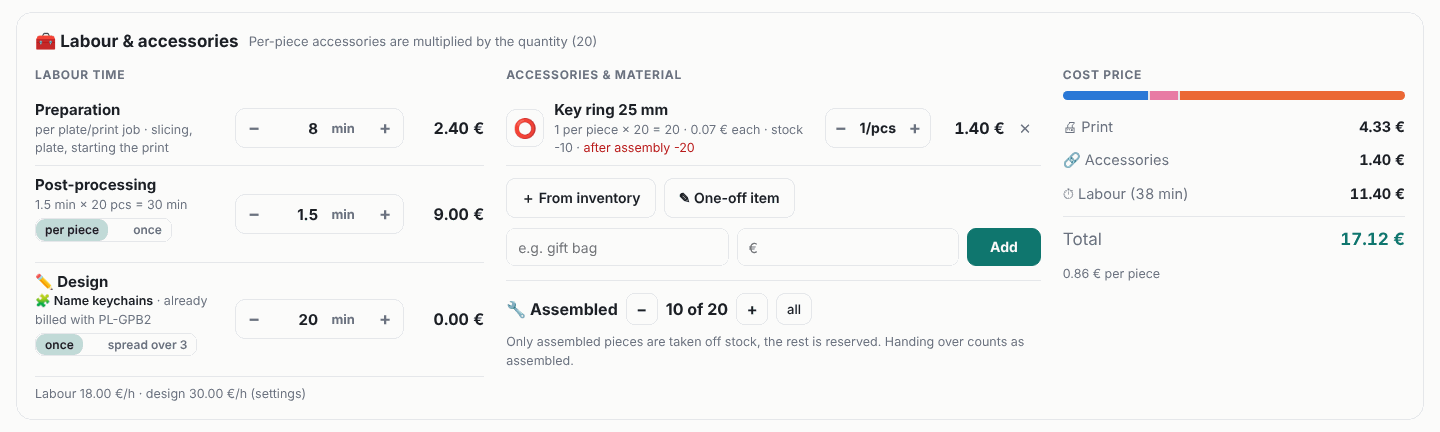 🧰 Labour & accessories Per-piece accessories are multiplied by the quantity (20)
LABOUR TIME
Preparation
per plate/print job · slicing,
plate, starting the print
− 8 min + 2.40 €
Post-processing
1.5 min × 20 pcs = 30 min
per piece once
− 1.5 min + 9.00 €
✏️ Design
🧩 Name keychains · already
billed with PL-GPB2
once spread over 3
− 20 min + 0.00 €
Labour 18.00 €/h · design 30.00 €/h (settings)
ACCESSORIES & MATERIAL
Key ring 25 mm
1 per piece × 20 = 20 · 0.07 € each · stock
-10 · after assembly -20
− 1/pcs + 1.40 € ×
+ From inventory ✎ One-off item
e.g. gift bag € Add
🔧 Assembled − 10 of 20 + all
Only assembled pieces are taken off stock, the rest is reserved. Handing over counts as
assembled.
COST PRICE
🖨 Print 4.33 €
🔗 Accessories 1.40 €
⏱ Labour (38 min) 11.40 €
Total 17.12 €
0.86 € per piece